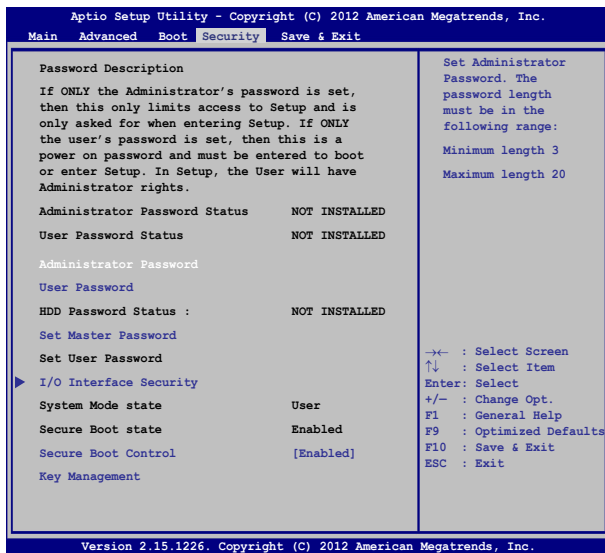 Aptio Setup Utility - Copyright (C) 2012 American Megatrends, Inc.
Main Advanced Boot Security Save & Exit
Password Description
If ONLY the Administrator's password is set,
then this only limits access to Setup and is
only asked for when entering Setup. If ONLY
the user's password is set, then this is a
power on password and must be entered to boot
or enter Setup. In Setup, the User will have
Administrator rights.
Administrator Password Status NOT INSTALLED
User Password Status NOT INSTALLED
Administrator Password
User Password
HDD Password Status : NOT INSTALLED
Set Master Password
Set User Password
I/O Interface Security
System Mode state User
Secure Boot state Enabled
Secure Boot Control [Enabled]
Key Management
Set Administrator
Password. The
password length
must be in the
following range:
Minimum length 3
Maximum length 20
→← : Select Screen
↑↓ : Select Item
Enter: Select
+/— : Change Opt.
F1 : General Help
F9 : Optimized Defaults
F10 : Save & Exit
ESC : Exit
Version 2.15.1226. Copyright (C) 2012 American Megatrends, Inc.